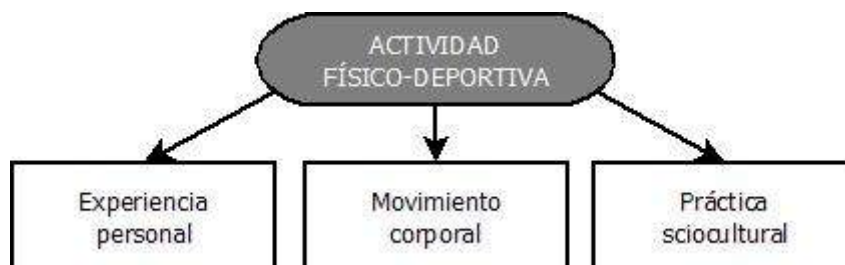 ACTIVIDAD
FÍSICO-DEPORTIVA
Experiencia
personal
Movimiento
corporal
Práctica
sciocultural